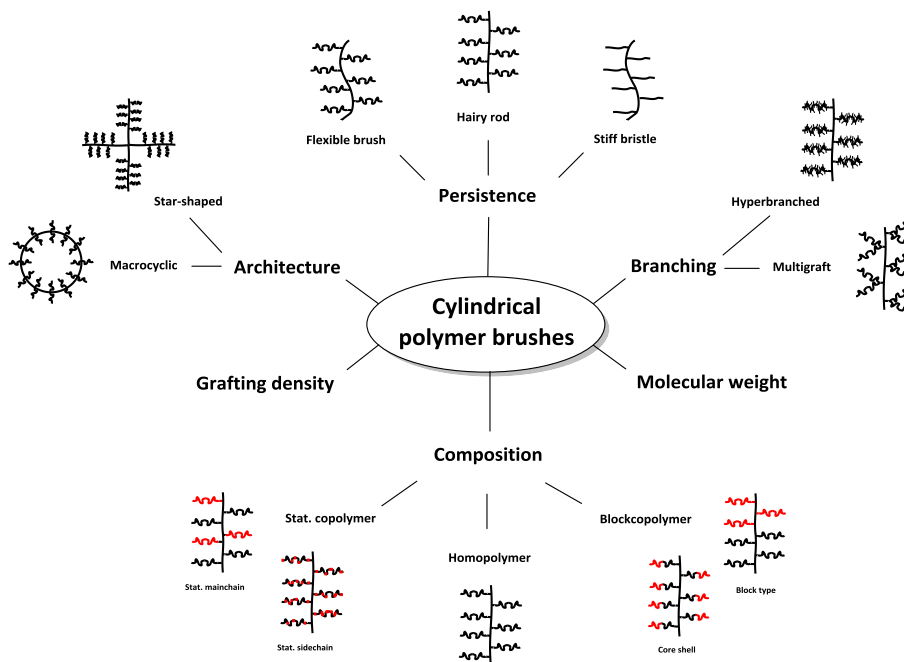 Hairy rod
Flexible brush
Stiff bristle
Persistence
Star-shaped
Hyperbranched
Macrocyclic
Architecture
Branching
Multigraft
Cylindrical
polymer brushes
Grafting density
Molecular weight
Composition
Stat. copolymer
Blockcopolymer
Homopolymer
Stat. mainchain
Block type
Stat. sidechain
Core shell